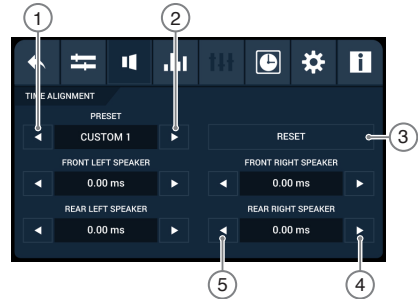 1 2
TIME ALIGNMENT
PRESET
CUSTOM 1
RESET
3
FRONT LEFT SPEAKER FRONT RIGHT SPEAKER
0.00 ms 0.00 ms
REAR LEFT SPEAKER REAR RIGHT SPEAKER
0.00 ms 0.00 ms
5 4